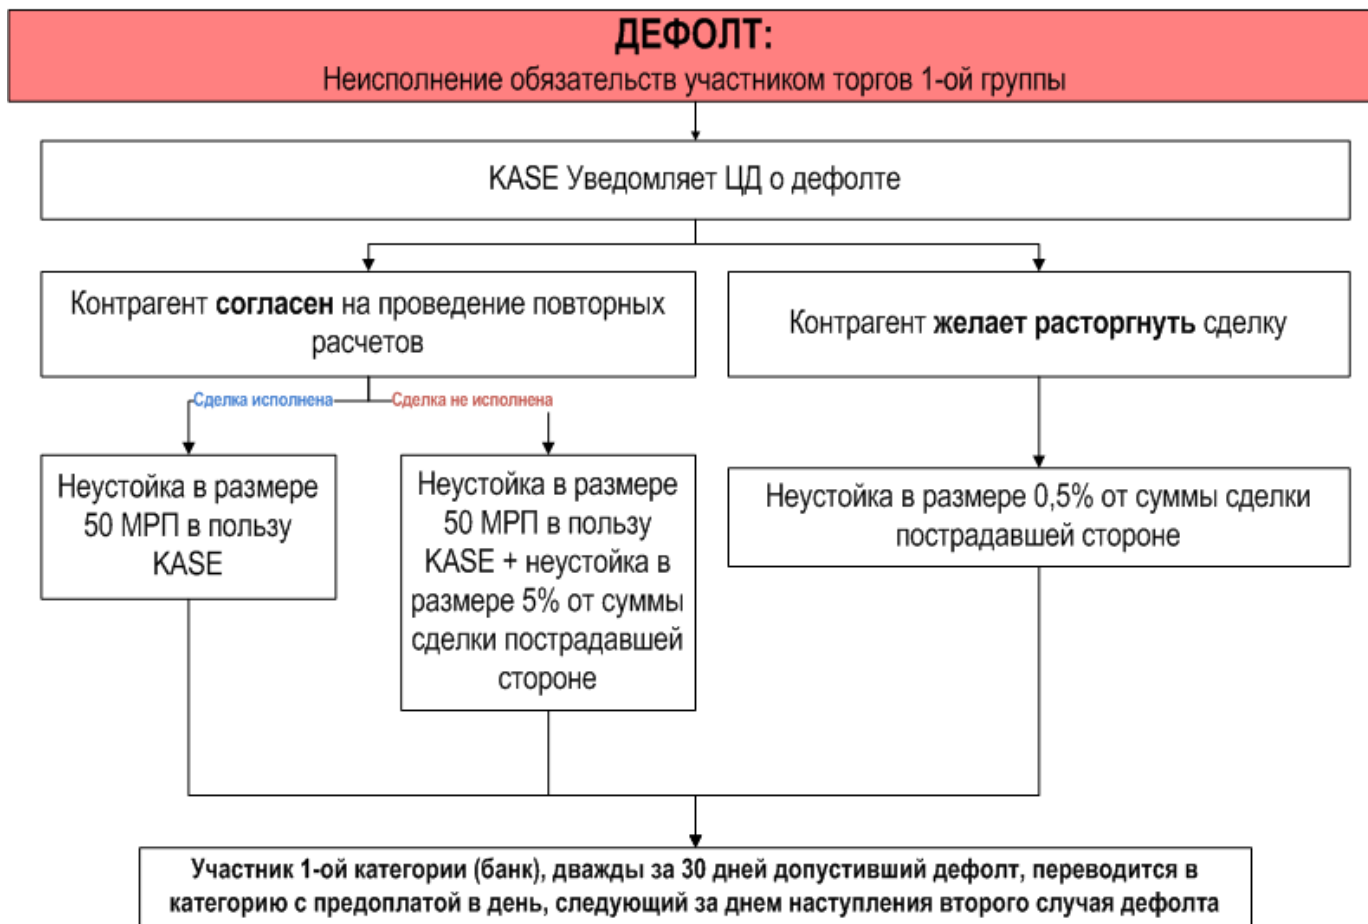 ДЕФОЛТ:
Неисполнение обязательств участником торгов 1-ой группы
KASE Уведомляет ЦД о дефолте
Контрагент согласен на проведение повторных
расчетов
Контрагент желает расторгнуть сделку
Сделка исполнена
Сделка не исполнена
Неустойка в размере
50 МРП в пользу
KASE
Неустойка в размере
50 МРП в пользу
KASE + неустойка в
размере 5% от суммы
сделки пострадавшей
стороне
Неустойка в размере 0,5% от суммы сделки
пострадавшей стороне
Участник 1-ой категории (банк), дважды за 30 дней допустивший дефолт, переводится в
категорию с предоплатой в день, следующий за днем наступления второго случая дефолта